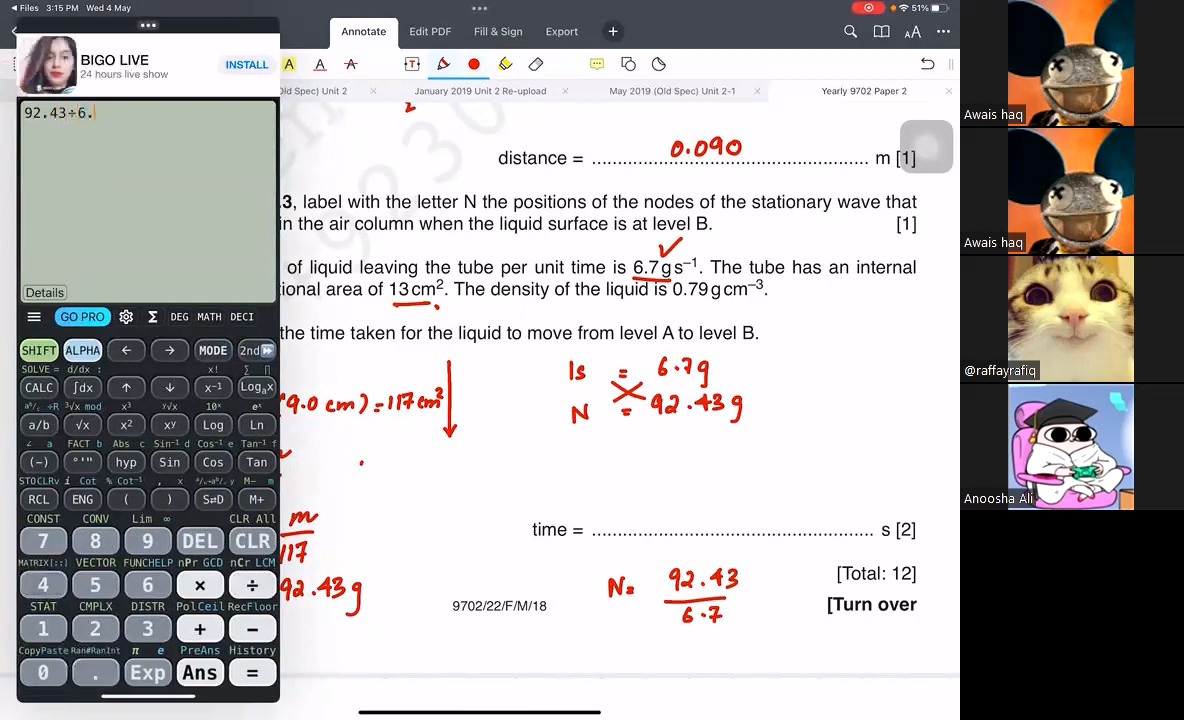 Files 3:15 PM Wed 4 May
51%
BIGO LIVE
24 hours live show
INSTALL
Annotate Edit PDF Fill & Sign Export
Old Spec) Unit 2 January 2019 Unit 2 Re-upload May 2019 (Old Spec) Unit 2-1 Yearly 9702 Paper 2
92.43÷6.
Details
GO PRO Σ DEG MATH DECI
SHIFT ALPHA ← → MODE 2nd
SOLVE = d/dx : x! Σ ∏
CALC ∫dx ↑ ↓ x⁻¹ Logₐx
aᵇ/c ÷R ³√x mod x³ ʸ√x 10ˣ eˣ
a/b √x x² xʸ Log Ln
∠ a FACT b Abs c Sin⁻¹ d Cos⁻¹ e Tan⁻¹ f
(−) °'" hyp Sin Cos Tan
STO CLRv i Cot % Cot⁻¹ , x aᵇ/c↔d/c y M− m
RCL ENG ( ) S⇄D M+
CONST CONV Lim ∞ CLR All
7 8 9 DEL CLR
MATRIX[::] VECTOR FUNC HELP nPr GCD nCr LCM
4 5 6 × ÷
STAT CMPLX DISTR Pol Ceil Rec Floor
1 2 3 + −
CopyPaste Ran# RanInt π e PreAns History
0 . Exp Ans =
2
distance = 0.090 m [1]
.3, label with the letter N the positions of the nodes of the stationary wave that
in the air column when the liquid surface is at level B. [1]
of liquid leaving the tube per unit time is 6.7 g s⁻¹. The tube has an internal
ional area of 13 cm². The density of the liquid is 0.79 g cm⁻³.
the time taken for the liquid to move from level A to level B.
1s = 6.7g
(9.0 cm) = 117 cm²
N = 92.43 g
m
117
92.43 g
time = s [2]
[Total: 12]
N = 92.43
6.7
9702/22/F/M/18
[Turn over
Awais haq
Awais haq
@raffayrafiq
Anoosha Ali